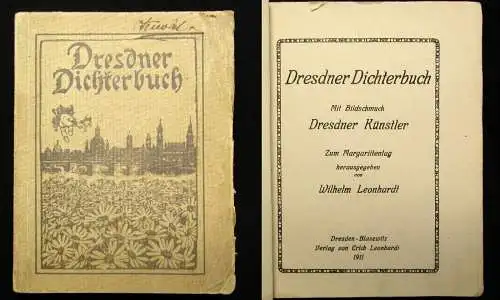 Dresdner
Dichterbuch
Dresdner Dichterbuch
Mit Bildschmuck
Dresdner Künstler
Zum Margaritentag
herausgegeben
von
Wilhelm Leonhardt
Dresden-Blasewitz
Verlag von Erich Leonhardt
1911